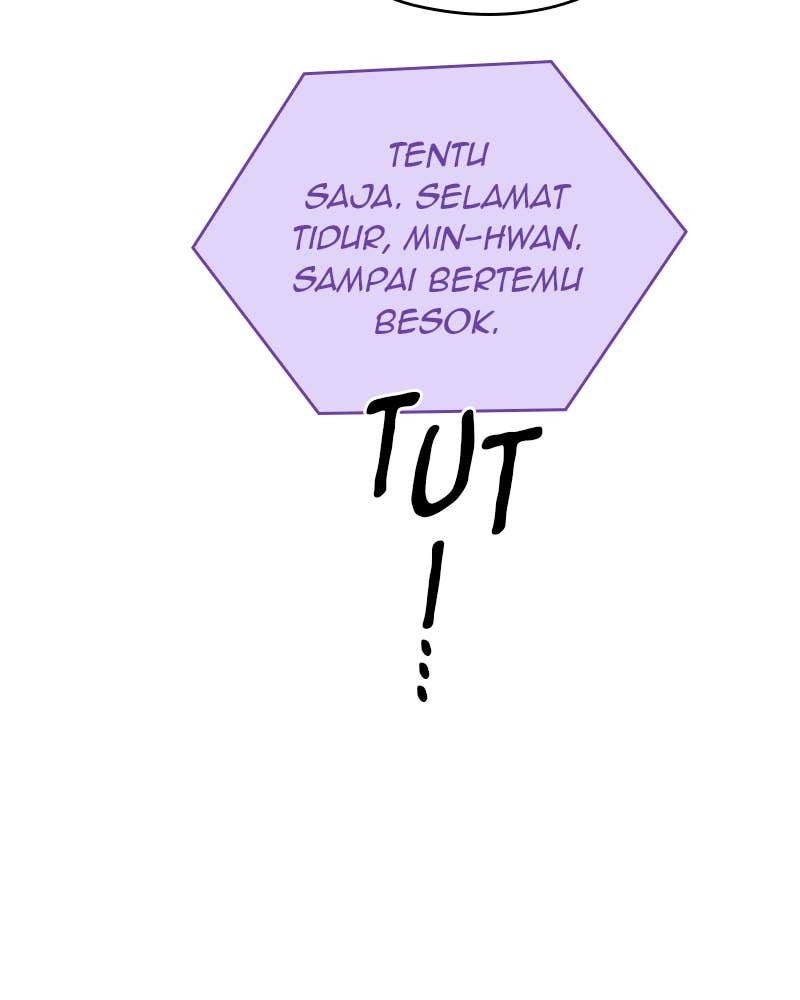 TENTU
SAJA. SELAMAT
TIDUR, MIN-HWAN.
SAMPAI BERTEMU
BESOK.
TUT
...